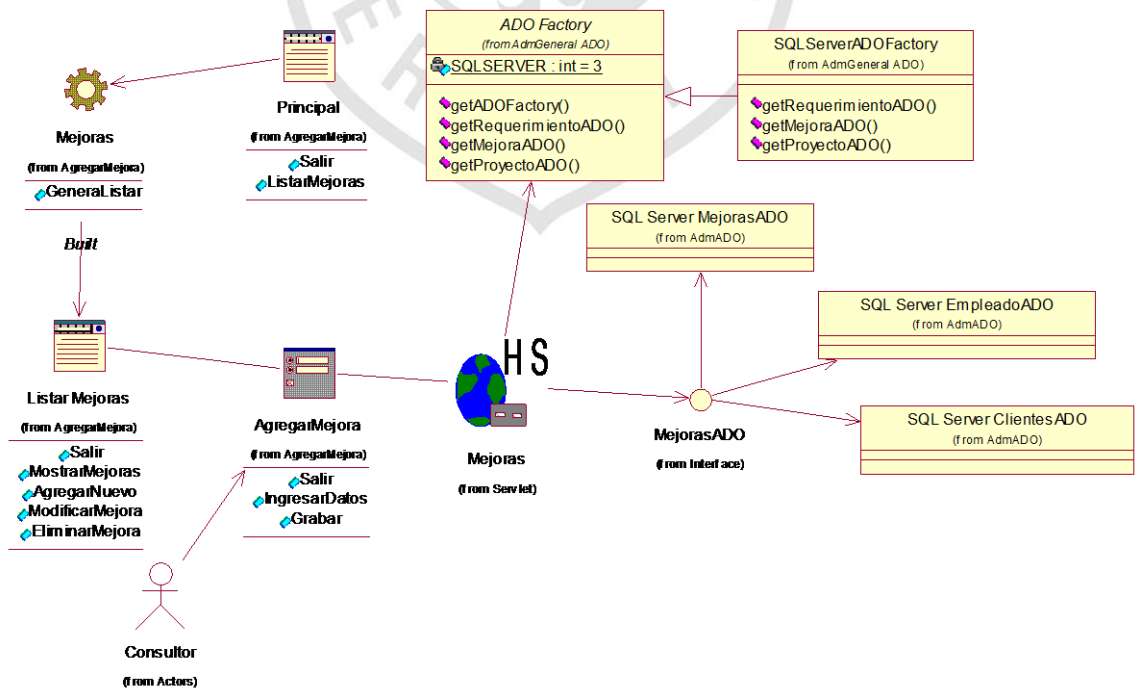 ADO Factory
(from AdmGeneral ADO)
SQLSERVER : int = 3
getADOFactory()
getRequerimientoADO()
getMejoraADO()
getProyectoADO()
SQLServerADOFactory
(from AdmGeneral ADO)
getRequerimientoADO()
getMejoraADO()
getProyectoADO()
Principal
(from AgregarMejora)
Salir
ListarMejoras
Mejoras
(from AgregarMejora)
GeneraListar
Built
SQL Server MejorasADO
(from AdmADO)
SQL Server EmpleadoADO
(from AdmADO)
SQL Server ClientesADO
(from AdmADO)
Listar Mejoras
(from AgregarMejora)
Salir
MostrarMejoras
AgregarNuevo
ModificarMejora
EliminarMejora
AgregarMejora
(from AgregarMejora)
Salir
IngresarDatos
Grabar
HS
Mejoras
(from Servlet)
MejorasADO
(from Interface)
Consultor
(from Actors)